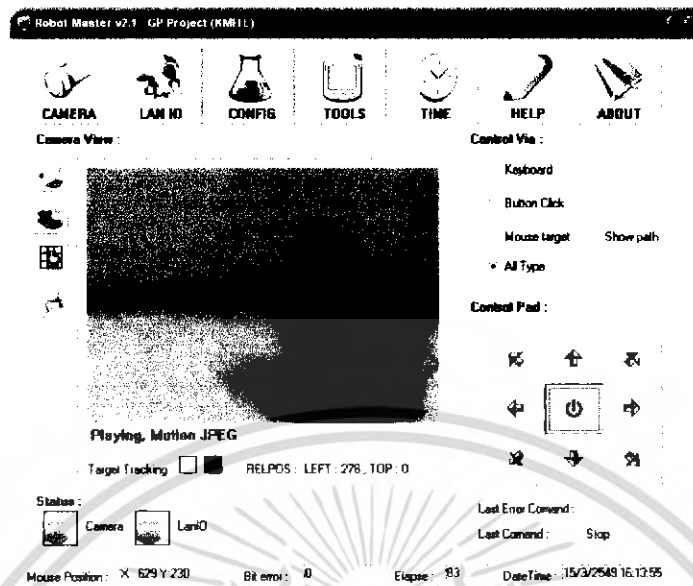 Robot Master v2.1 GP Project (KMITL)
CAMERA LAN IO CONFIG TOOLS TIME HELP ABOUT
Camera View :
Control Via :
Keyboard
Button Click
Mouse target Show path
All Type
Control Pad :
Playing, Motion JPEG
Target Tracking RELPOS : LEFT : 278 , TOP : 0
Status :
Camera LanIO
Last Error Comand :
Last Comand : Stop
Mouse Position : X 629 Y 230 Bit error : 0 Elapse : 93 DateTime : 15/3/2549 16:13:55